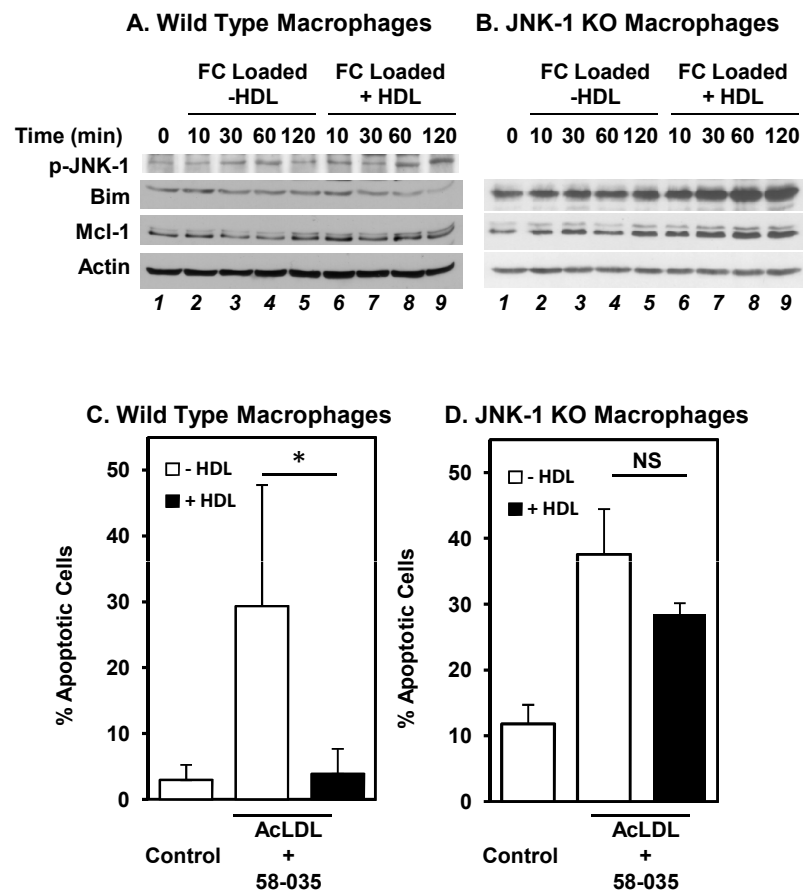 A. Wild Type Macrophages B. JNK-1 KO Macrophages
FC Loaded FC Loaded FC Loaded FC Loaded
-HDL + HDL -HDL + HDL
Time (min) 0 10 30 60 120 10 30 60 120 0 10 30 60 120 10 30 60 120
p-JNK-1
Bim
Mcl-1
Actin
1 2 3 4 5 6 7 8 9 1 2 3 4 5 6 7 8 9
C. Wild Type Macrophages D. JNK-1 KO Macrophages
% Apoptotic Cells
50
40
30
20
10
0
- HDL
+ HDL
*
AcLDL
Control +
58-035
% Apoptotic Cells
50
40
30
20
10
0
- HDL
+ HDL
NS
AcLDL
Control +
58-035